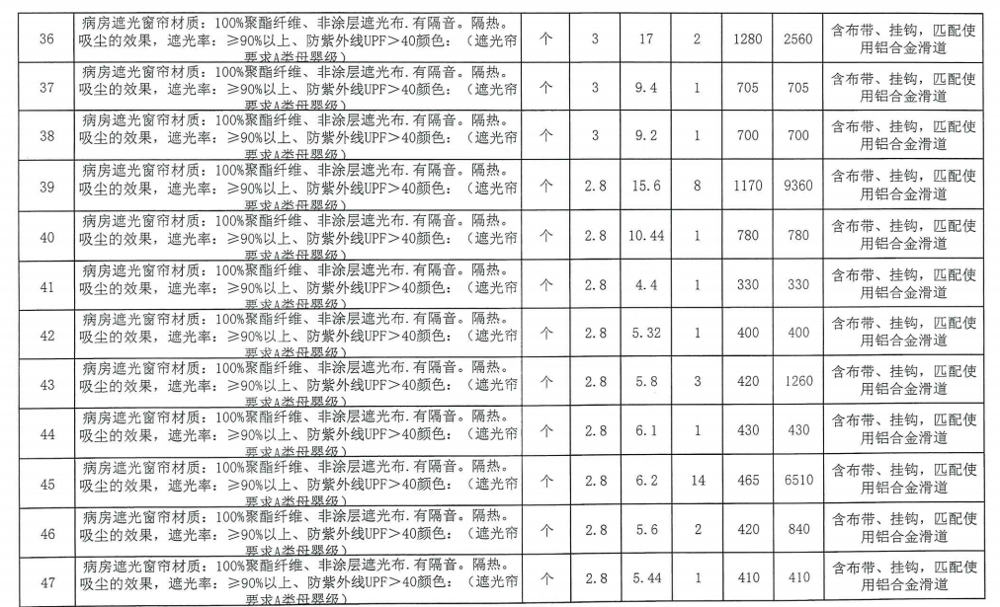 36 病房遮光窗帘材质：100%聚酯纤维、非涂层遮光布.有隔音。隔热。 个 3 17 2 1280 2560 含布带、挂钩，匹配使
吸尘的效果，遮光率：≥90%以上、防紫外线UPF＞40颜色：（遮光帘 用铝合金滑道
要求A类母婴级）
37 病房遮光窗帘材质：100%聚酯纤维、非涂层遮光布.有隔音。隔热。 个 3 9.4 1 705 705 含布带、挂钩，匹配使
吸尘的效果，遮光率：≥90%以上、防紫外线UPF＞40颜色：（遮光帘 用铝合金滑道
要求A类母婴级）
38 病房遮光窗帘材质：100%聚酯纤维、非涂层遮光布.有隔音。隔热。 个 3 9.2 1 700 700 含布带、挂钩，匹配使
吸尘的效果，遮光率：≥90%以上、防紫外线UPF＞40颜色：（遮光帘 用铝合金滑道
要求A类母婴级）
39 病房遮光窗帘材质：100%聚酯纤维、非涂层遮光布.有隔音。隔热。 个 2.8 15.6 8 1170 9360 含布带、挂钩，匹配使
吸尘的效果，遮光率：≥90%以上、防紫外线UPF＞40颜色：（遮光帘 用铝合金滑道
要求A类母婴级）
40 病房遮光窗帘材质：100%聚酯纤维、非涂层遮光布.有隔音。隔热。 个 2.8 10.44 1 780 780 含布带、挂钩，匹配使
吸尘的效果，遮光率：≥90%以上、防紫外线UPF＞40颜色：（遮光帘 用铝合金滑道
要求A类母婴级）
41 病房遮光窗帘材质：100%聚酯纤维、非涂层遮光布.有隔音。隔热。 个 2.8 4.4 1 330 330 含布带、挂钩，匹配使
吸尘的效果，遮光率：≥90%以上、防紫外线UPF＞40颜色：（遮光帘 用铝合金滑道
要求A类母婴级）
42 病房遮光窗帘材质：100%聚酯纤维、非涂层遮光布.有隔音。隔热。 个 2.8 5.32 1 400 400 含布带、挂钩，匹配使
吸尘的效果，遮光率：≥90%以上、防紫外线UPF＞40颜色：（遮光帘 用铝合金滑道
要求A类母婴级）
43 病房遮光窗帘材质：100%聚酯纤维、非涂层遮光布.有隔音。隔热。 个 2.8 5.8 3 420 1260 含布带、挂钩，匹配使
吸尘的效果，遮光率：≥90%以上、防紫外线UPF＞40颜色：（遮光帘 用铝合金滑道
要求A类母婴级）
44 病房遮光窗帘材质：100%聚酯纤维、非涂层遮光布.有隔音。隔热。 个 2.8 6.1 1 430 430 含布带、挂钩，匹配使
吸尘的效果，遮光率：≥90%以上、防紫外线UPF＞40颜色：（遮光帘 用铝合金滑道
要求A类母婴级）
45 病房遮光窗帘材质：100%聚酯纤维、非涂层遮光布.有隔音。隔热。 个 2.8 6.2 14 465 6510 含布带、挂钩，匹配使
吸尘的效果，遮光率：≥90%以上、防紫外线UPF＞40颜色：（遮光帘 用铝合金滑道
要求A类母婴级）
46 病房遮光窗帘材质：100%聚酯纤维、非涂层遮光布.有隔音。隔热。 个 2.8 5.6 2 420 840 含布带、挂钩，匹配使
吸尘的效果，遮光率：≥90%以上、防紫外线UPF＞40颜色：（遮光帘 用铝合金滑道
要求A类母婴级）
47 病房遮光窗帘材质：100%聚酯纤维、非涂层遮光布.有隔音。隔热。 个 2.8 5.44 1 410 410 含布带、挂钩，匹配使
吸尘的效果，遮光率：≥90%以上、防紫外线UPF＞40颜色：（遮光帘 用铝合金滑道
要求A类母婴级）